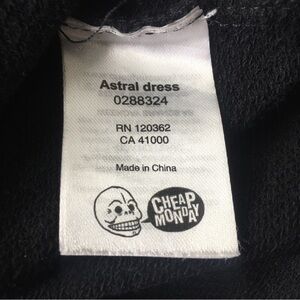 Astral dress
0288324
RN 120362
CA 41000
Made in China
CHEAP
MONDAY